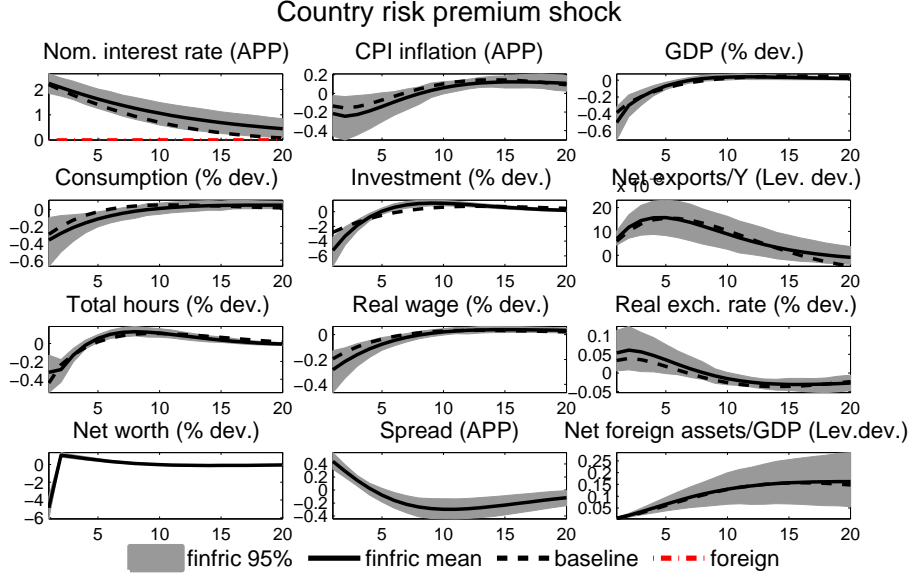 Country risk premium shock
Nom. interest rate (APP) CPI inflation (APP) GDP (% dev.)
2
1
0
5 10 15 20
0.2
0
−0.2
−0.4
5 10 15 20
0
−0.2
−0.4
−0.6
5 10 15 20
Consumption (% dev.) Investment (% dev.) Net exports/Y (Lev. dev.)
0
−0.2
−0.4
−0.6
5 10 15 20
0
−2
−4
−6
5 10 15 20
x 10⁻³
20
10
0
5 10 15 20
Total hours (% dev.) Real wage (% dev.) Real exch. rate (% dev.)
0
−0.2
−0.4
5 10 15 20
0
−0.2
−0.4
5 10 15 20
0.1
0.05
0
−0.05
5 10 15 20
Net worth (% dev.) Spread (APP) Net foreign assets/GDP (Lev.dev.)
0
−2
−4
−6
5 10 15 20
0.4
0.2
0
−0.2
−0.4
5 10 15 20
0.25
0.2
0.15
0.1
0.05
5 10 15 20
finfric 95% finfric mean baseline foreign